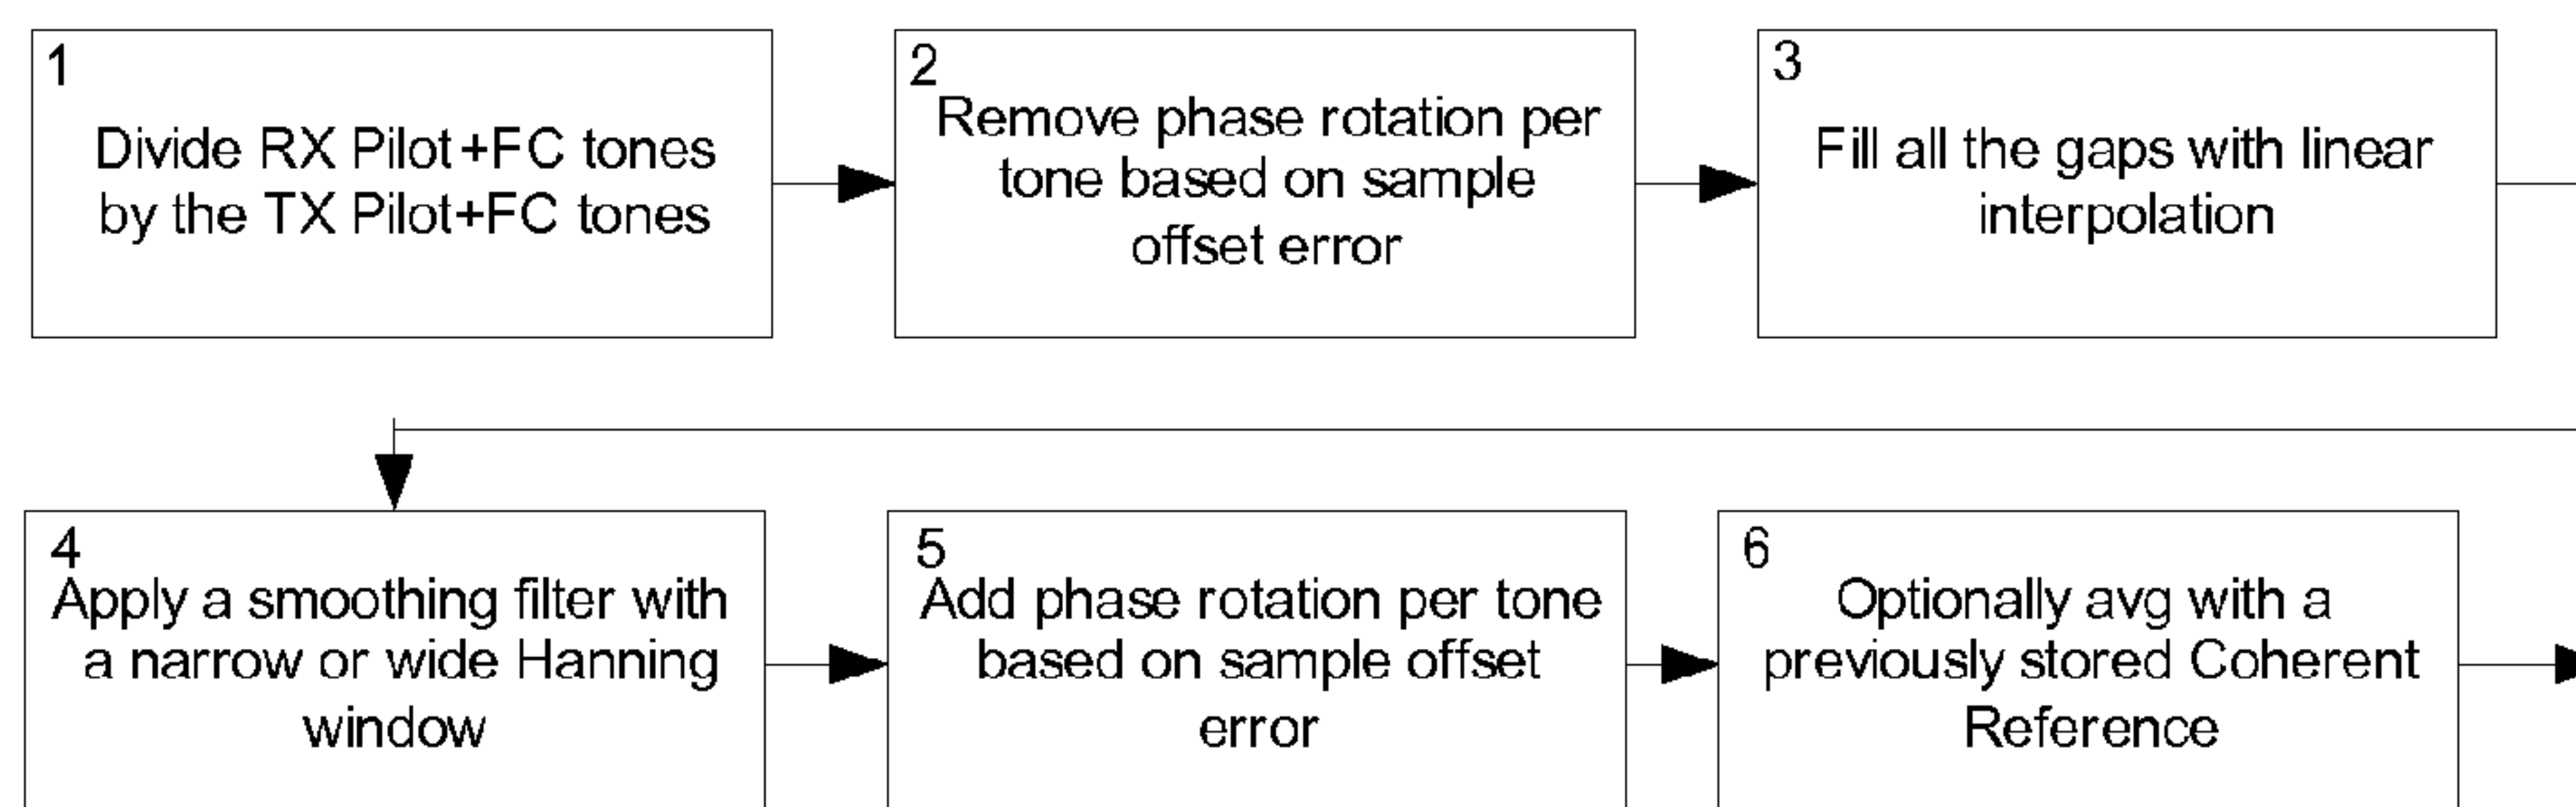 1
Divide RX Pilot+FC tones
by the TX Pilot+FC tones
2
Remove phase rotation per
tone based on sample
offset error
3
Fill all the gaps with linear
interpolation
4
Apply a smoothing filter with
a narrow or wide Hanning
window
5
Add phase rotation per tone
based on sample offset
error
6
Optionally avg with a
previously stored Coherent
Reference